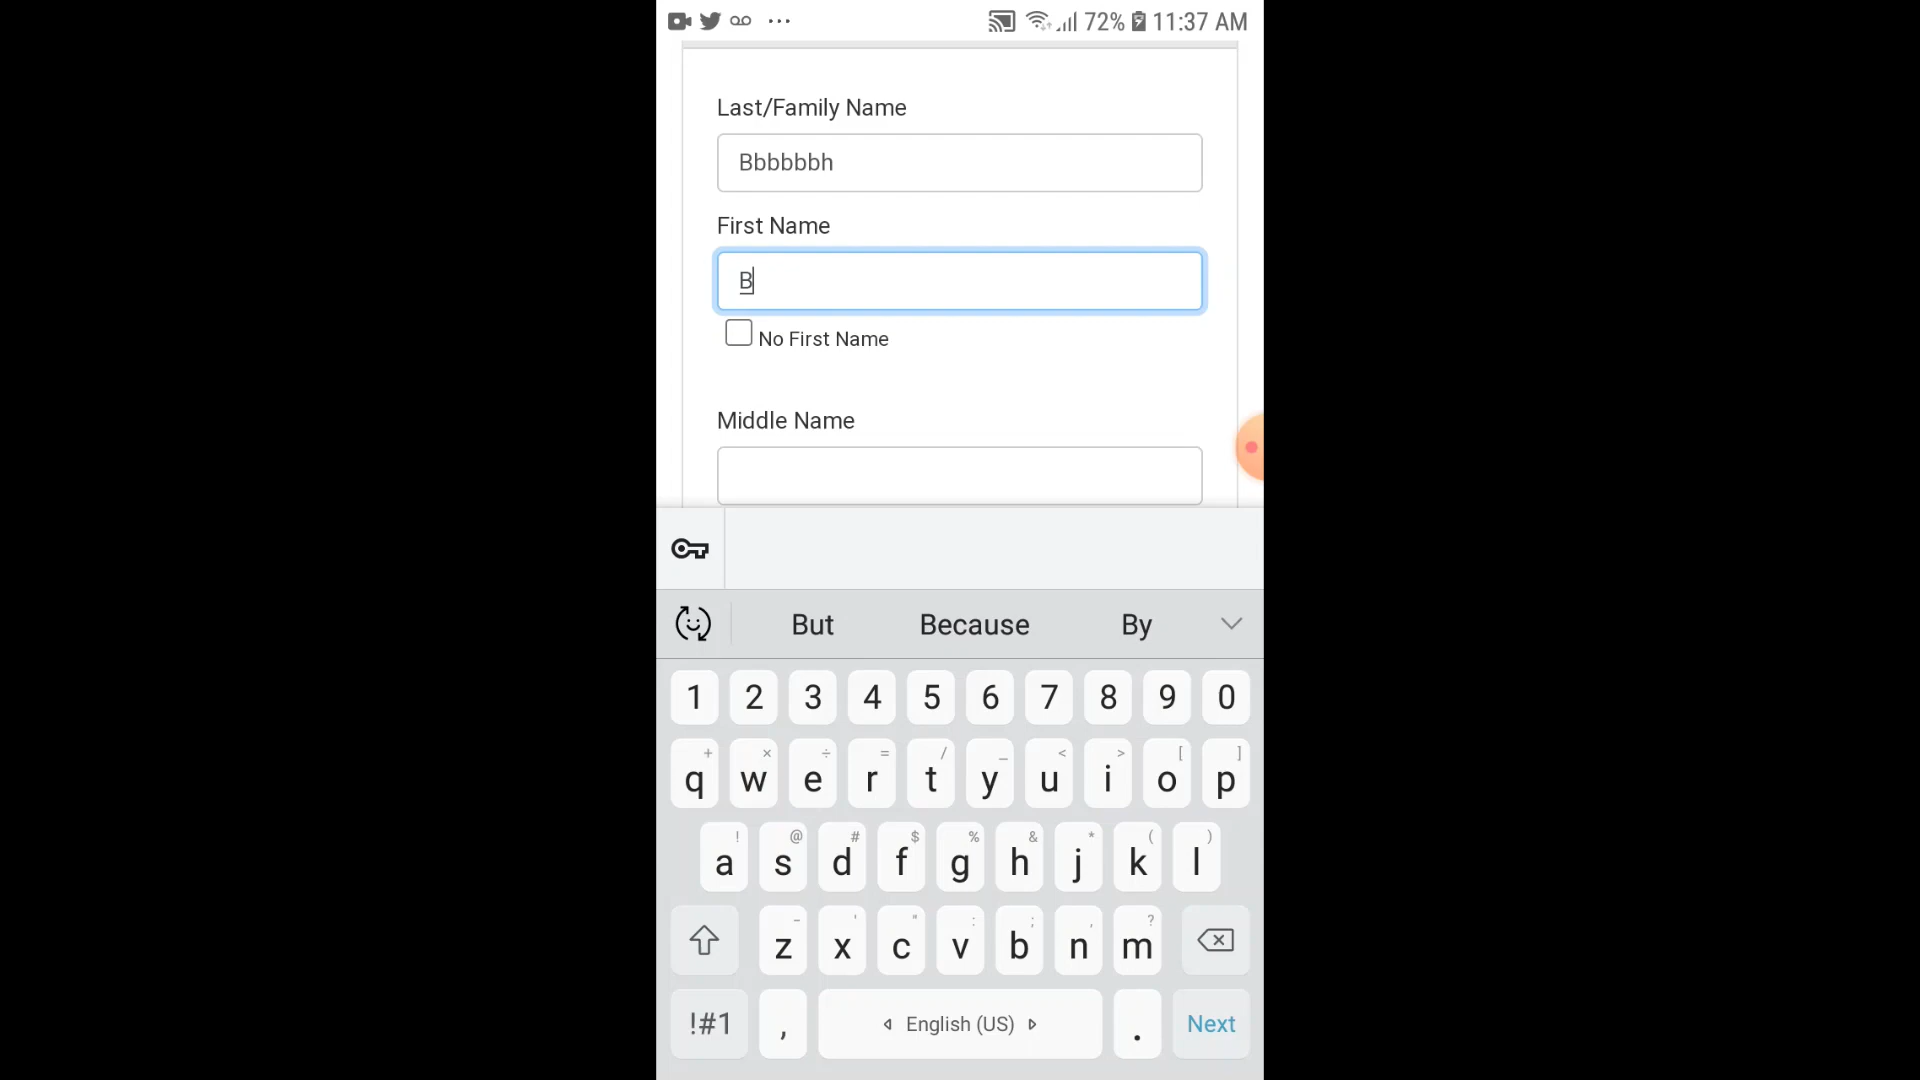 72% 11:37 AM
Last/Family Name
Bbbbbbh
First Name
B
No First Name
Middle Name
But Because By
1 2 3 4 5 6 7 8 9 0
+ × ÷ = / _ < > [ ]
q w e r t y u i o p
! @ # $ % & * ( )
a s d f g h j k l
- ' " : ; , ?
z x c v b n m
!#1 , English (US) . Next